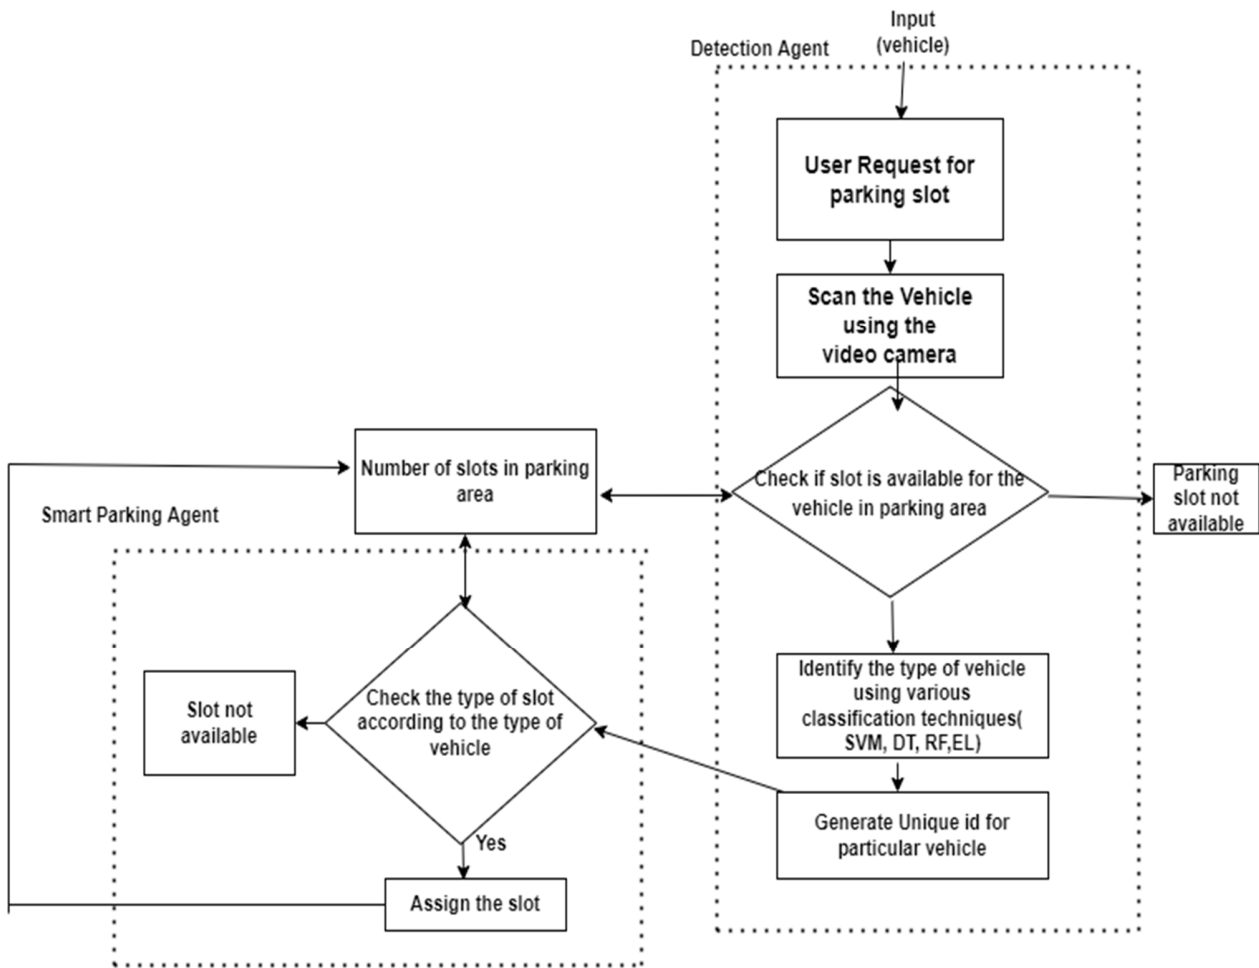 Input
(vehicle)
Detection Agent
User Request for
parking slot
Scan the Vehicle
using the
video camera
Check if slot is available for the
vehicle in parking area
Parking
slot not
available
Number of slots in parking
area
Smart Parking Agent
Identify the type of vehicle
using various
classification techniques(
SVM, DT, RF,EL)
Generate Unique id for
particular vehicle
Check the type of slot
according to the type of
vehicle
Slot not
available
Yes
Assign the slot